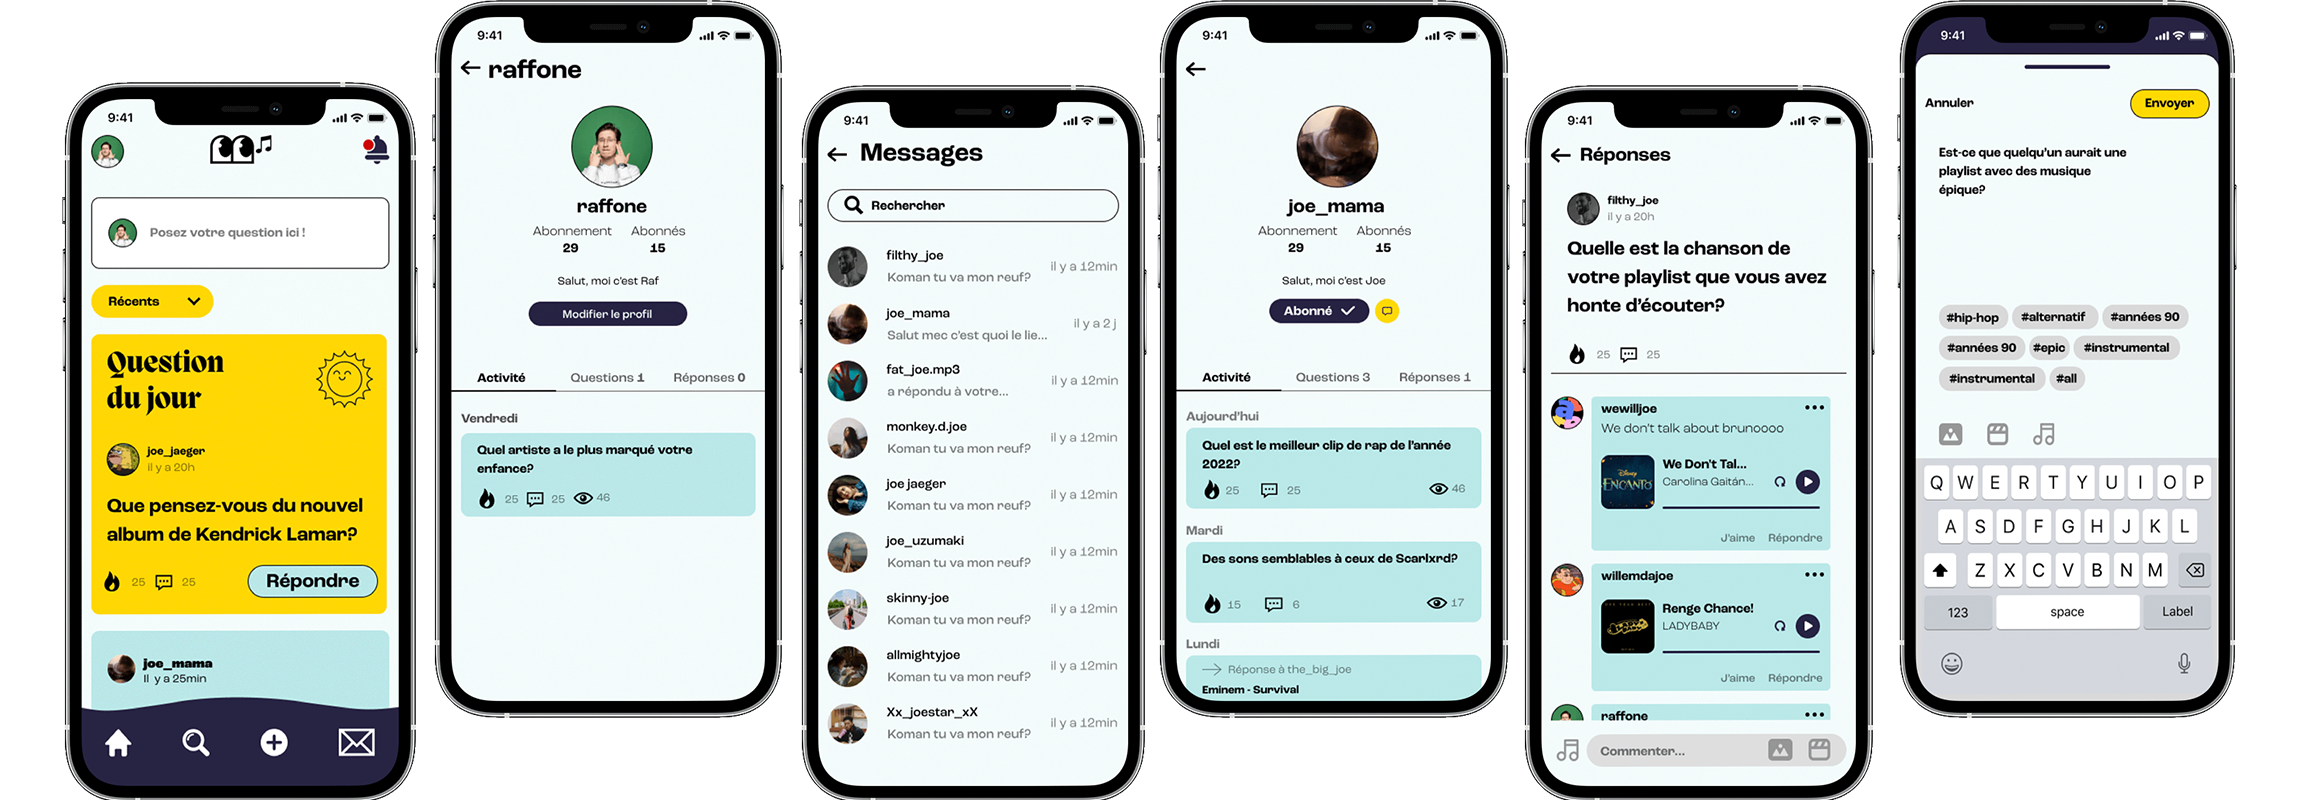 9:41
Posez votre question ici !
Récents
Question
du jour
joe_jaeger
il y a 20h
Que pensez-vous du nouvel
album de Kendrick Lamar?
25
25
Répondre
joe_mama
Il y a 25min
9:41
raffone
raffone
Abonnement
Abonnés
29
15
Salut, moi c'est Raf
Modifier le profil
Activité
Questions 1
Réponses 0
Vendredi
Quel artiste a le plus marqué votre
enfance?
25
25
46
9:41
Messages
Rechercher
filthy_joe
Koman tu va mon reuf?
il y a 12min
joe_mama
Salut mec c'est quoi le lie...
il y a 2 j
fat_joe.mp3
a répondu à votre...
il y a 12min
monkey.d.joe
Koman tu va mon reuf?
il y a 12min
joe jaeger
Koman tu va mon reuf?
il y a 12min
joe_uzumaki
Koman tu va mon reuf?
il y a 12min
skinny-joe
Koman tu va mon reuf?
il y a 12min
allmightyjoe
Koman tu va mon reuf?
il y a 12min
Xx_joestar_xX
Koman tu va mon reuf?
il y a 12min
9:41
joe_mama
Abonnement
Abonnés
29
15
Salut, moi c'est Joe
Abonné
Activité
Questions 3
Réponses 1
Aujourd'hui
Quel est le meilleur clip de rap de l'année
2022?
25
25
46
Mardi
Des sons semblables à ceux de Scarlxrd?
15
6
17
Lundi
Réponse à the_big_joe
Eminem - Survival
9:41
Réponses
filthy_joe
il y a 20h
Quelle est la chanson de
votre playlist que vous avez
honte d'écouter?
25
25
wewilljoe
We don't talk about brunoooo
Disney
ENCANTO
We Don't Tal...
Carolina Gaitán...
J'aime
Répondre
willemdajoe
Renge Chance!
LADYBABY
J'aime
Répondre
raffone
Commenter...
9:41
Annuler
Envoyer
Est-ce que quelqu'un aurait une
playlist avec des musique
épique?
#hip-hop
#alternatif
#années 90
#années 90
#epic
#instrumental
#instrumental
#all
Q W E R T Y U I O P
A S D F G H J K L
Z X C V B N M
123
space
Label